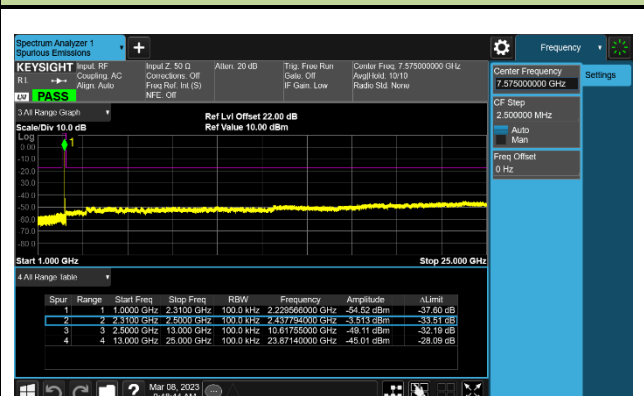 Spectrum Analyzer 1
Spurious Emissions
+
Frequency
KEYSIGHT Input: RF Input Z: 50 Ω Atten: 20 dB Trig: Free Run Center Freq: 7.575000000 GHz
R L Coupling: AC Corrections: Off Gate: Off Avg|Hold: 10/10
Align: Auto Freq Ref: Int (S) IF Gain: Low Radio Std: None
LW PASS NFE: Off
Center Frequency
7.575000000 GHz
Settings
CF Step
2.500000 MHz
Auto
Man
Freq Offset
0 Hz
3 All Range Graph
Ref Lvl Offset 22.00 dB
Scale/Div 10.0 dB Ref Value 10.00 dBm
Log
1
0.00
-10.0
-20.0
-30.0
-40.0
-50.0
-60.0
-70.0
-80.0
Start 1.000 GHz Stop 25.000 GHz
4 All Range Table
Spur Range Start Freq Stop Freq RBW Frequency Amplitude ΔLimit
1 1 1.0000 GHz 2.3100 GHz 100.0 kHz 2.229566000 GHz -54.52 dBm -37.60 dB
2 2 2.3100 GHz 2.5000 GHz 100.0 kHz 2.437794000 GHz -3.513 dBm -33.51 dB
3 3 2.5000 GHz 13.000 GHz 100.0 kHz 10.61755000 GHz -49.11 dBm -32.19 dB
4 4 13.000 GHz 25.000 GHz 100.0 kHz 23.87140000 GHz -45.01 dBm -28.09 dB
? Mar 08, 2023